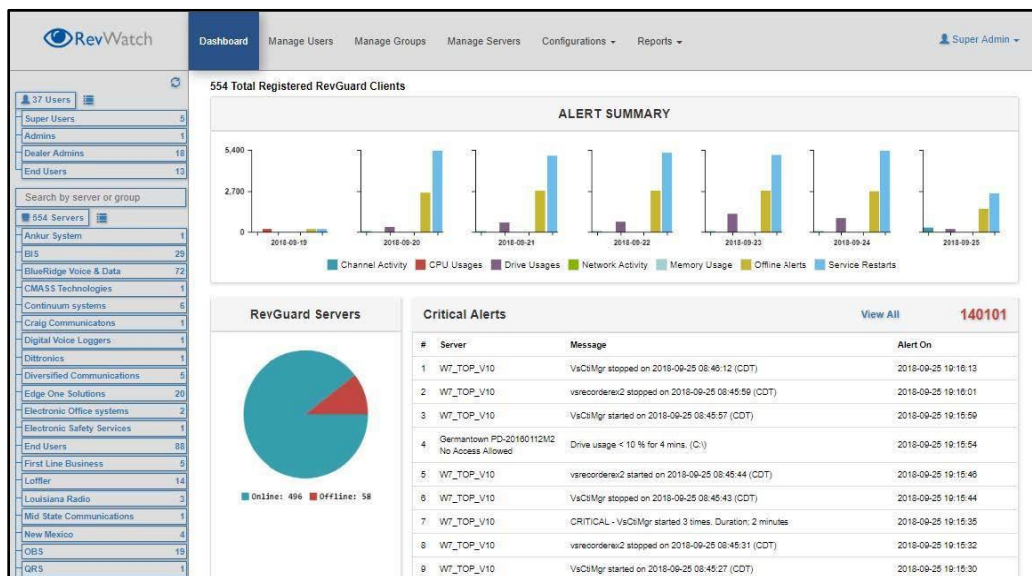 RevWatch
Dashboard Manage Users Manage Groups Manage Servers Configurations Reports Super Admin
37 Users
Super Users 5
Admins 1
Dealer Admins 18
End Users 13
Search by server or group
554 Servers
Ankur System 1
BIS 29
BlueRidge Voice & Data 72
CMASS Technologies 1
Continuum systems 6
Craig Communicatons 1
Digital Voice Loggers 1
Dittronics 1
Diversified Communications 5
Edge One Solutions 20
Electronic Office systems 2
Electronic Safety Services 1
End Users 88
First Line Business 5
Loffler 14
Louisiana Radio 3
Mid State Communications 1
New Mexico 4
OBS 19
QRS 1
554 Total Registered RevGuard Clients
ALERT SUMMARY
5,400
2,700
0
2018-09-19 2018-09-20 2018-09-21 2018-09-22 2018-09-23 2018-09-24 2018-09-25
Channel Activity CPU Usages Drive Usages Network Activity Memory Usage Offline Alerts Service Restarts
RevGuard Servers
Online: 496 Offline: 58
Critical Alerts View All 140101
# Server Message Alert On
1 W7_TOP_V10 VsCtiMgr stopped on 2018-09-25 08:46:12 (CDT) 2018-09-25 19:16:13
2 W7_TOP_V10 vsrecorderex2 stopped on 2018-09-25 08:45:59 (CDT) 2018-09-25 19:16:01
3 W7_TOP_V10 VsCtiMgr started on 2018-09-25 08:45:57 (CDT) 2018-09-25 19:15:59
4 Germantown PD-20160112M2 Drive usage < 10 % for 4 mins. (C:\) 2018-09-25 19:15:54
No Access Allowed
5 W7_TOP_V10 vsrecorderex2 started on 2018-09-25 08:45:44 (CDT) 2018-09-25 19:15:46
6 W7_TOP_V10 VsCtiMgr stopped on 2018-09-25 08:45:43 (CDT) 2018-09-25 19:15:44
7 W7_TOP_V10 CRITICAL - VsCtiMgr started 3 times. Duration: 2 minutes 2018-09-25 19:15:35
8 W7_TOP_V10 vsrecorderex2 stopped on 2018-09-25 08:45:31 (CDT) 2018-09-25 19:15:32
9 W7_TOP_V10 VsCtiMgr started on 2018-09-25 08:45:27 (CDT) 2018-09-25 19:15:30